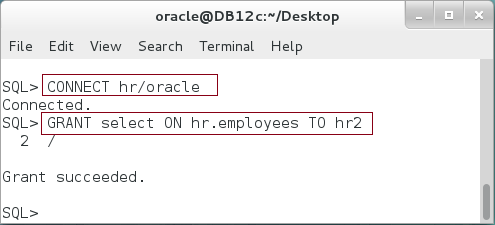 oracle@DB12c:~/Desktop
File Edit View Search Terminal Help
SQL> CONNECT hr/oracle
Connected.
SQL> GRANT select ON hr.employees TO hr2
  2  /
Grant succeeded.
SQL>